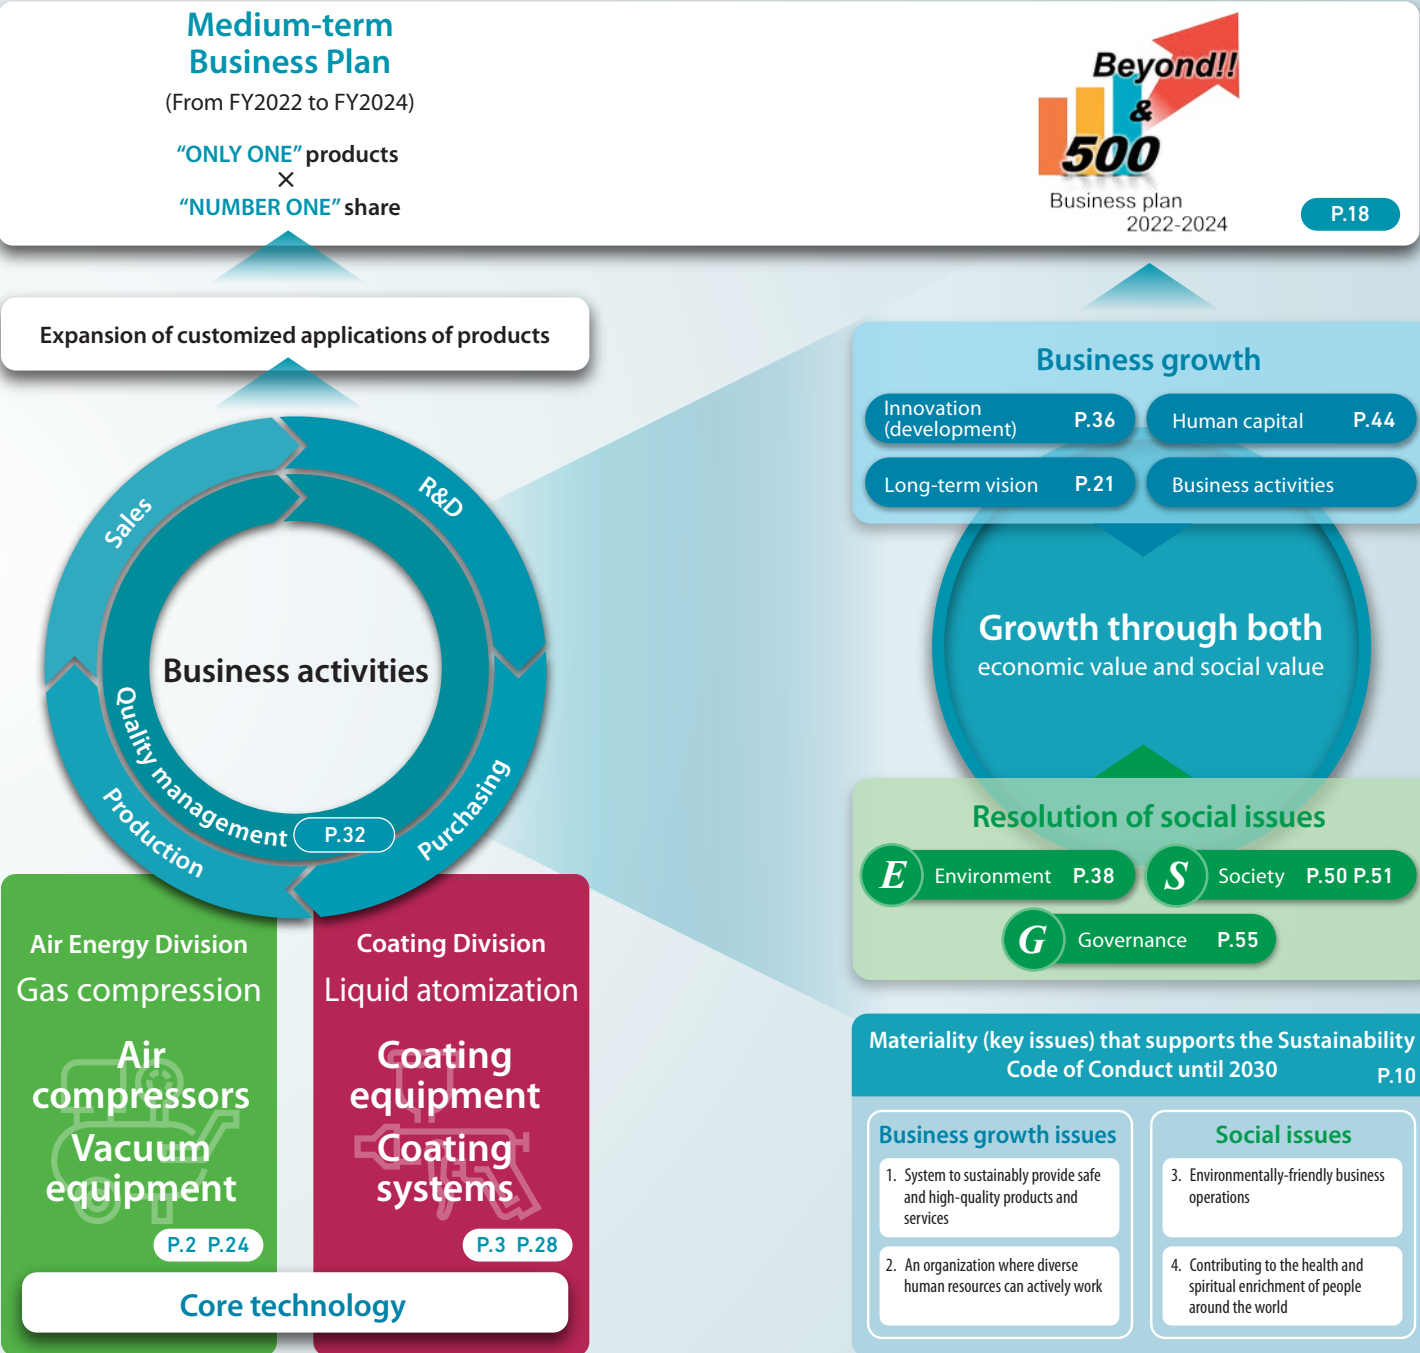 Medium-term
Business Plan
(From FY2022 to FY2024)
“ONLY ONE” products
×
“NUMBER ONE” share
Beyond!!
&
500
Business plan
2022-2024
P.18
Expansion of customized applications of products
Sales
R&D
Purchasing
Production
Quality management P.32
Business activities
Air Energy Division
Gas compression
Air
compressors
Vacuum
equipment
P.2 P.24
Coating Division
Liquid atomization
Coating
equipment
Coating
systems
P.3 P.28
Core technology
Business growth
Innovation
(development) P.36
Human capital P.44
Long-term vision P.21
Business activities
Growth through both
economic value and social value
Resolution of social issues
E Environment P.38
S Society P.50 P.51
G Governance P.55
Materiality (key issues) that supports the Sustainability
Code of Conduct until 2030 P.10
Business growth issues
1. System to sustainably provide safe
and high-quality products and
services
2. An organization where diverse
human resources can actively work
Social issues
3. Environmentally-friendly business
operations
4. Contributing to the health and
spiritual enrichment of people
around the world